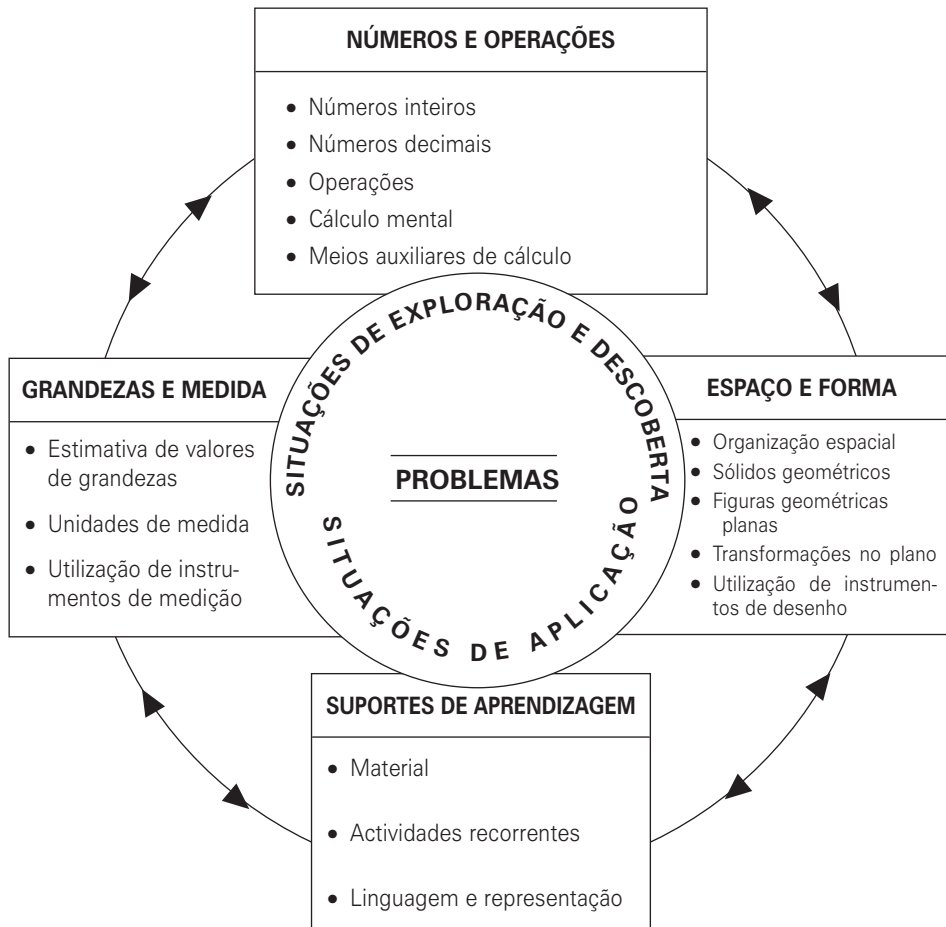 NÚMEROS E OPERAÇÕES
• Números inteiros
• Números decimais
• Operações
• Cálculo mental
• Meios auxiliares de cálculo
SITUAÇÕES DE EXPLORAÇÃO E DESCOBERTA
GRANDEZAS E MEDIDA
• Estimativa de valores
de grandezas
• Unidades de medida
• Utilização de instru-
mentos de medição
PROBLEMAS
ESPAÇO E FORMA
• Organização espacial
• Sólidos geométricos
• Figuras geométricas
planas
• Transformações no plano
• Utilização de instrumen-
tos de desenho
SITUAÇÕES DE APLICAÇÃO
SUPORTES DE APRENDIZAGEM
• Material
• Actividades recorrentes
• Linguagem e representação